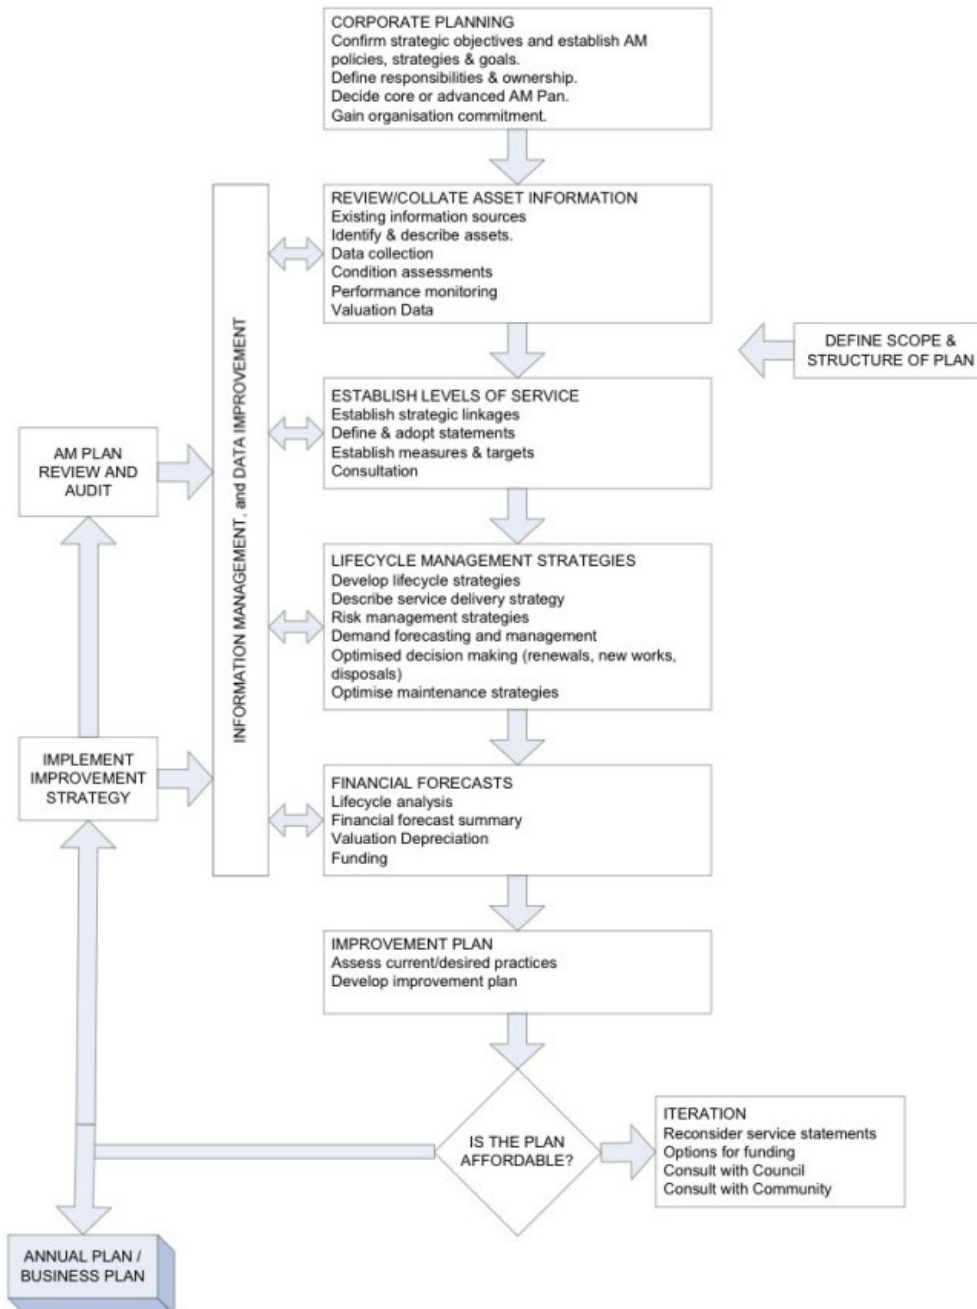 CORPORATE PLANNING
Confirm strategic objectives and establish AM
policies, strategies & goals.
Define responsibilities & ownership.
Decide core or advanced AM Pan.
Gain organisation commitment.
REVIEW/COLLATE ASSET INFORMATION
Existing information sources
Identify & describe assets.
Data collection
Condition assessments
Performance monitoring
Valuation Data
DEFINE SCOPE &
STRUCTURE OF PLAN
INFORMATION MANAGEMENT, and DATA IMPROVEMENT
ESTABLISH LEVELS OF SERVICE
Establish strategic linkages
Define & adopt statements
Establish measures & targets
Consultation
AM PLAN
REVIEW AND
AUDIT
LIFECYCLE MANAGEMENT STRATEGIES
Develop lifecycle strategies
Describe service delivery strategy
Risk management strategies
Demand forecasting and management
Optimised decision making (renewals, new works,
disposals)
Optimise maintenance strategies
IMPLEMENT
IMPROVEMENT
STRATEGY
FINANCIAL FORECASTS
Lifecycle analysis
Financial forecast summary
Valuation Depreciation
Funding
IMPROVEMENT PLAN
Assess current/desired practices
Develop improvement plan
IS THE PLAN
AFFORDABLE?
ITERATION
Reconsider service statements
Options for funding
Consult with Council
Consult with Community
ANNUAL PLAN /
BUSINESS PLAN